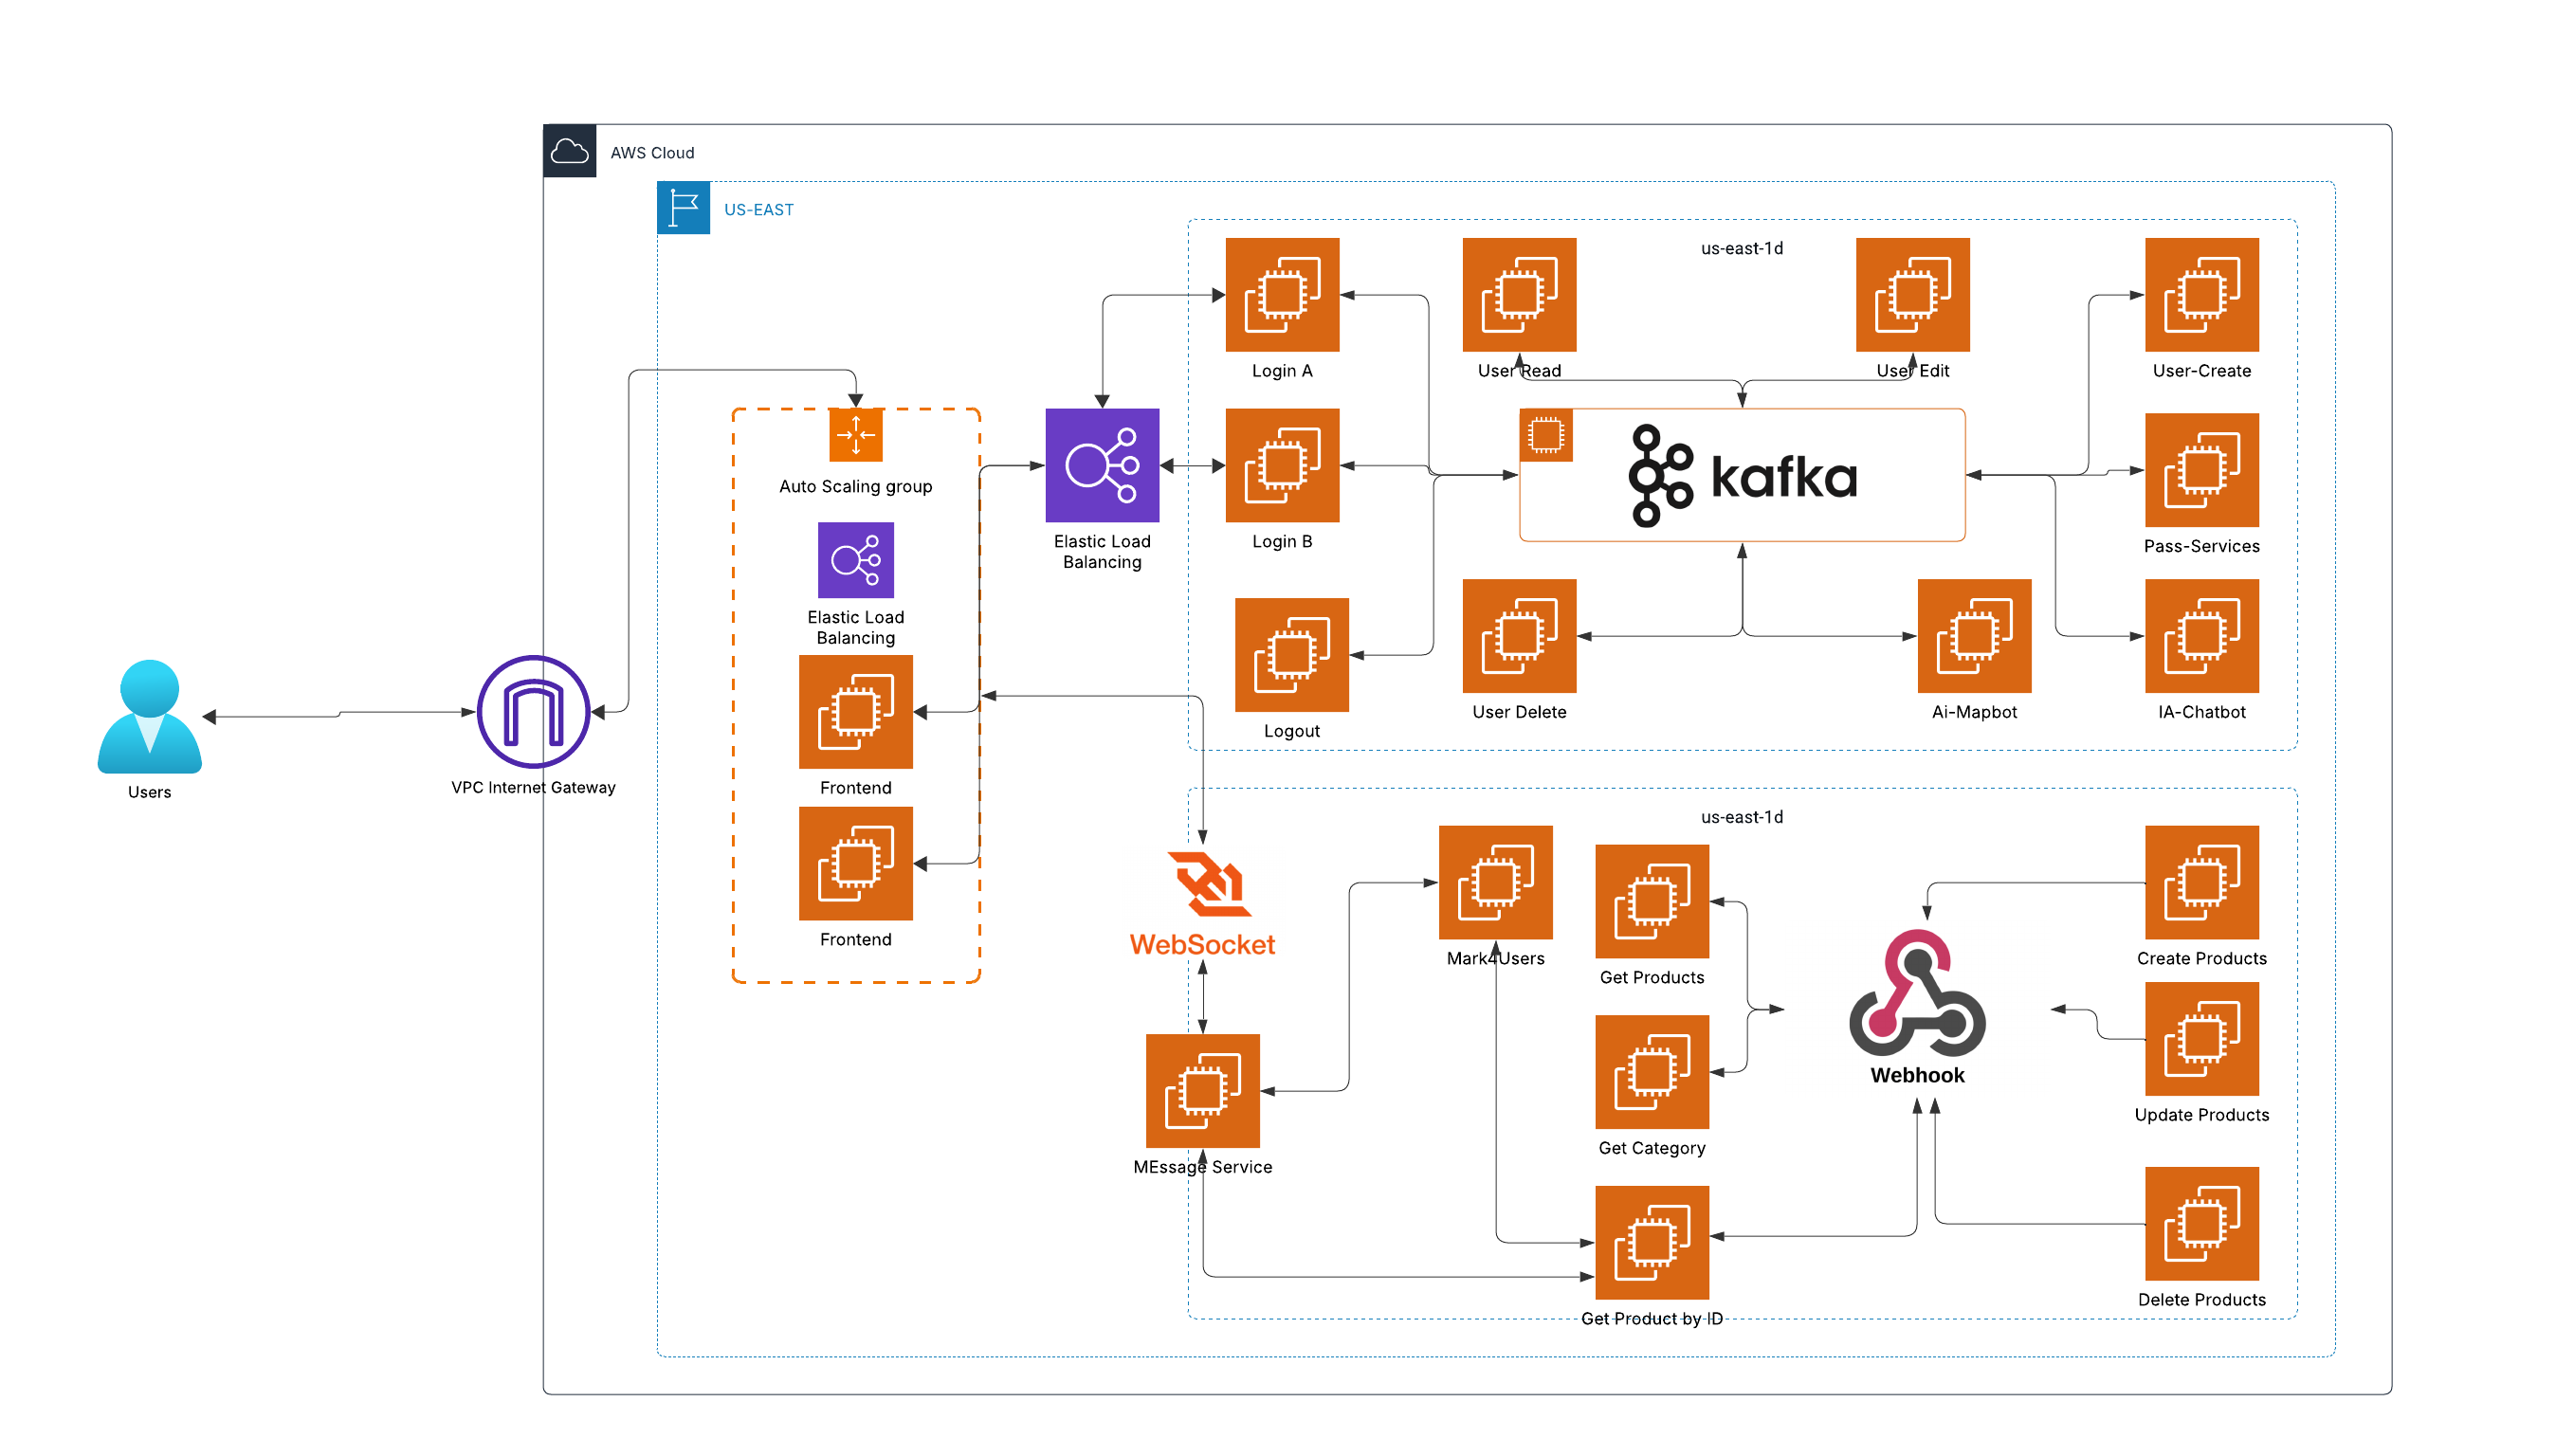 AWS Cloud
US-EAST
us-east-1d
Login A
User Read
User Edit
User-Create
Auto Scaling group
Elastic Load
Balancing
Login B
kafka
Pass-Services
Elastic Load
Balancing
Logout
User Delete
Ai-Mapbot
IA-Chatbot
Users
VPC Internet Gateway
Frontend
Frontend
us-east-1d
WebSocket
Mark4Users
Get Products
Create Products
Webhook
Get Category
Update Products
MEssage Service
Get Product by ID
Delete Products